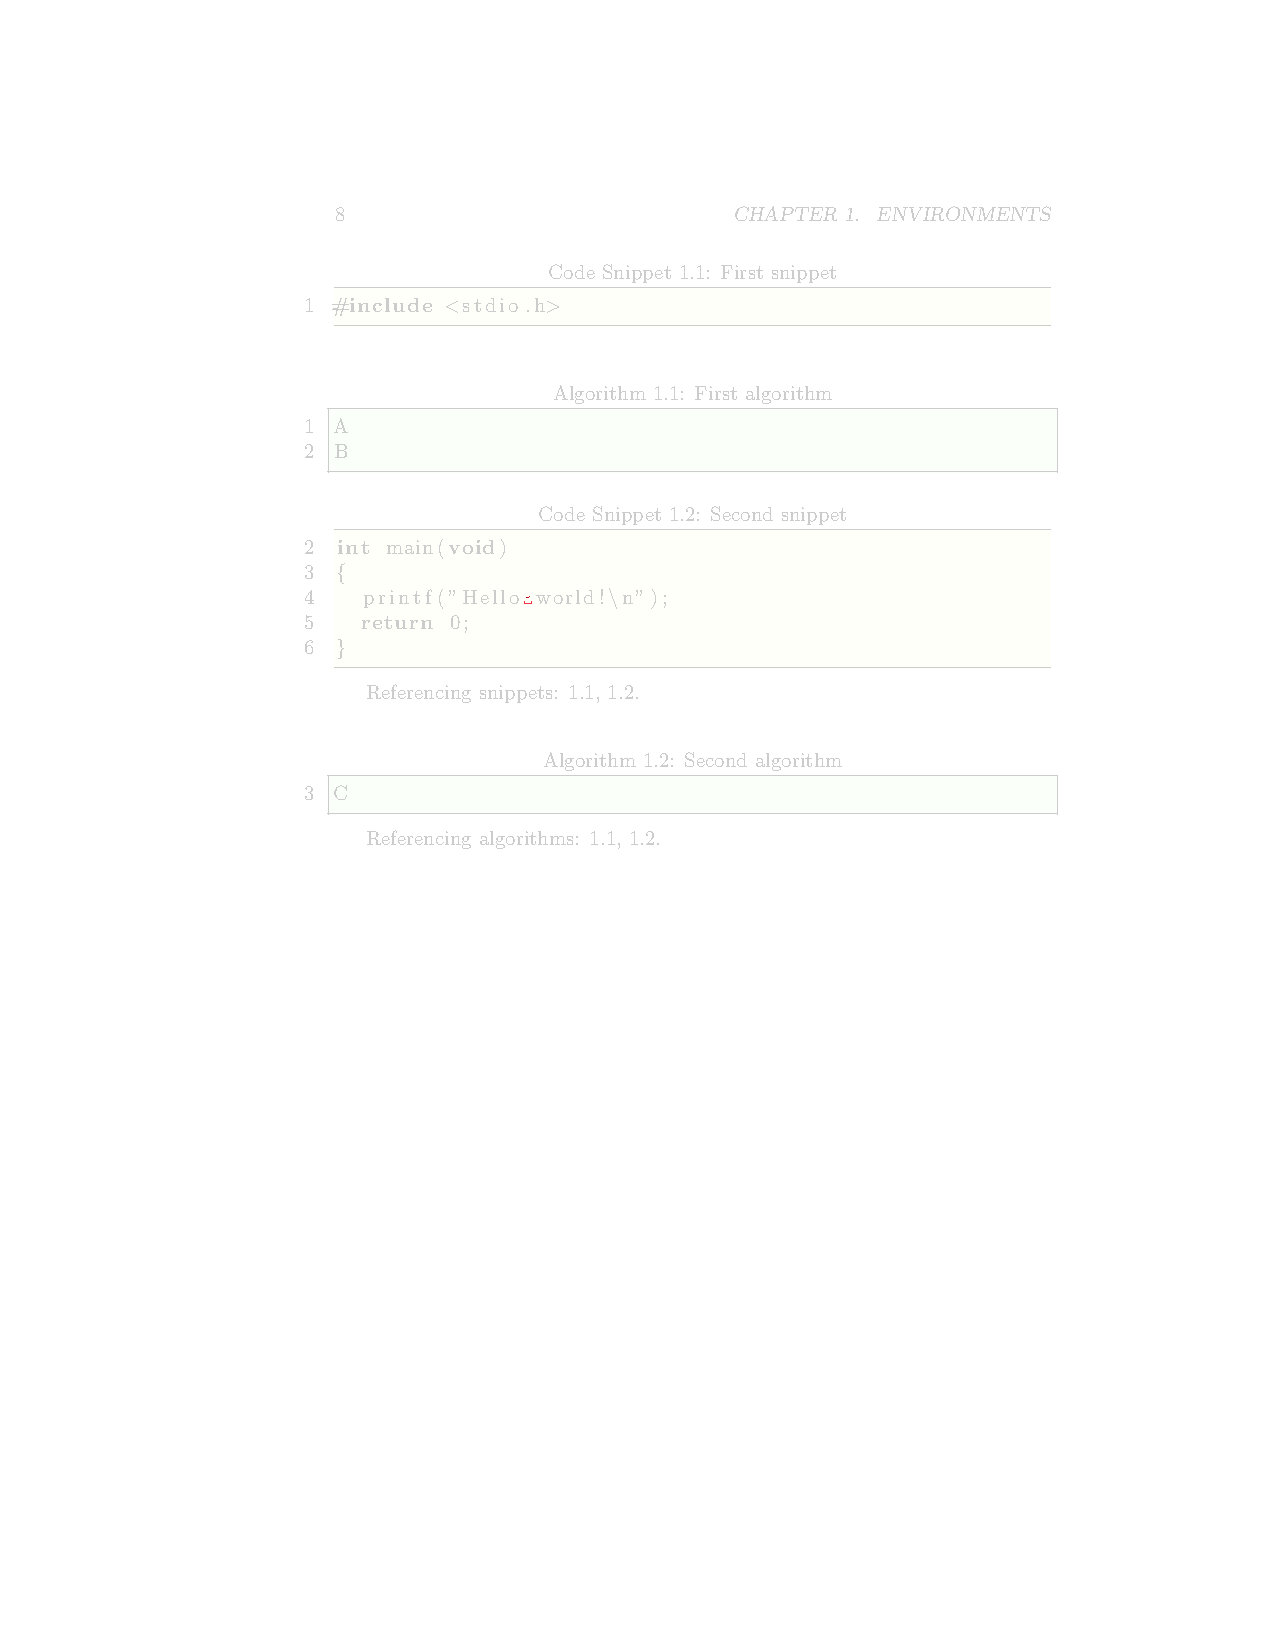 8 CHAPTER 1. ENVIRONMENTS
Code Snippet 1.1: First snippet
1 #include <stdio.h>
Algorithm 1.1: First algorithm
1 A
2 B
Code Snippet 1.2: Second snippet
2 int main(void)
3 {
4 printf("Hello␣world!\n");
5 return 0;
6 }
Referencing snippets: 1.1, 1.2.
Algorithm 1.2: Second algorithm
3 C
Referencing algorithms: 1.1, 1.2.